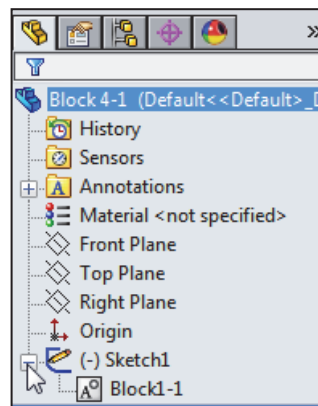 »
Block 4-1 (Default<<Default>_D
History
Sensors
A Annotations
Material <not specified>
Front Plane
Top Plane
Right Plane
Origin
(-) Sketch1
A Block1-1